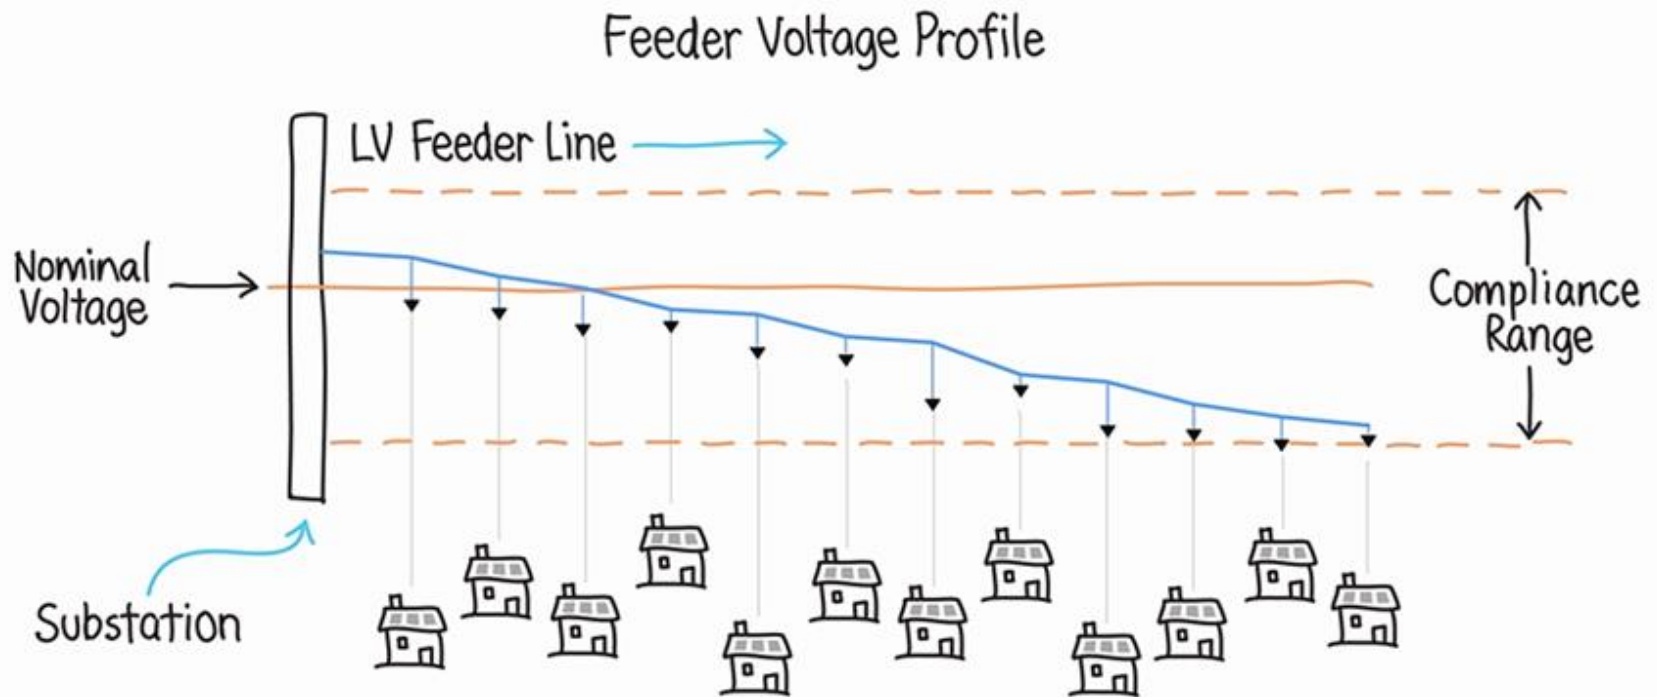 Feeder Voltage Profile
LV Feeder Line
Nominal
Voltage
Compliance
Range
Substation